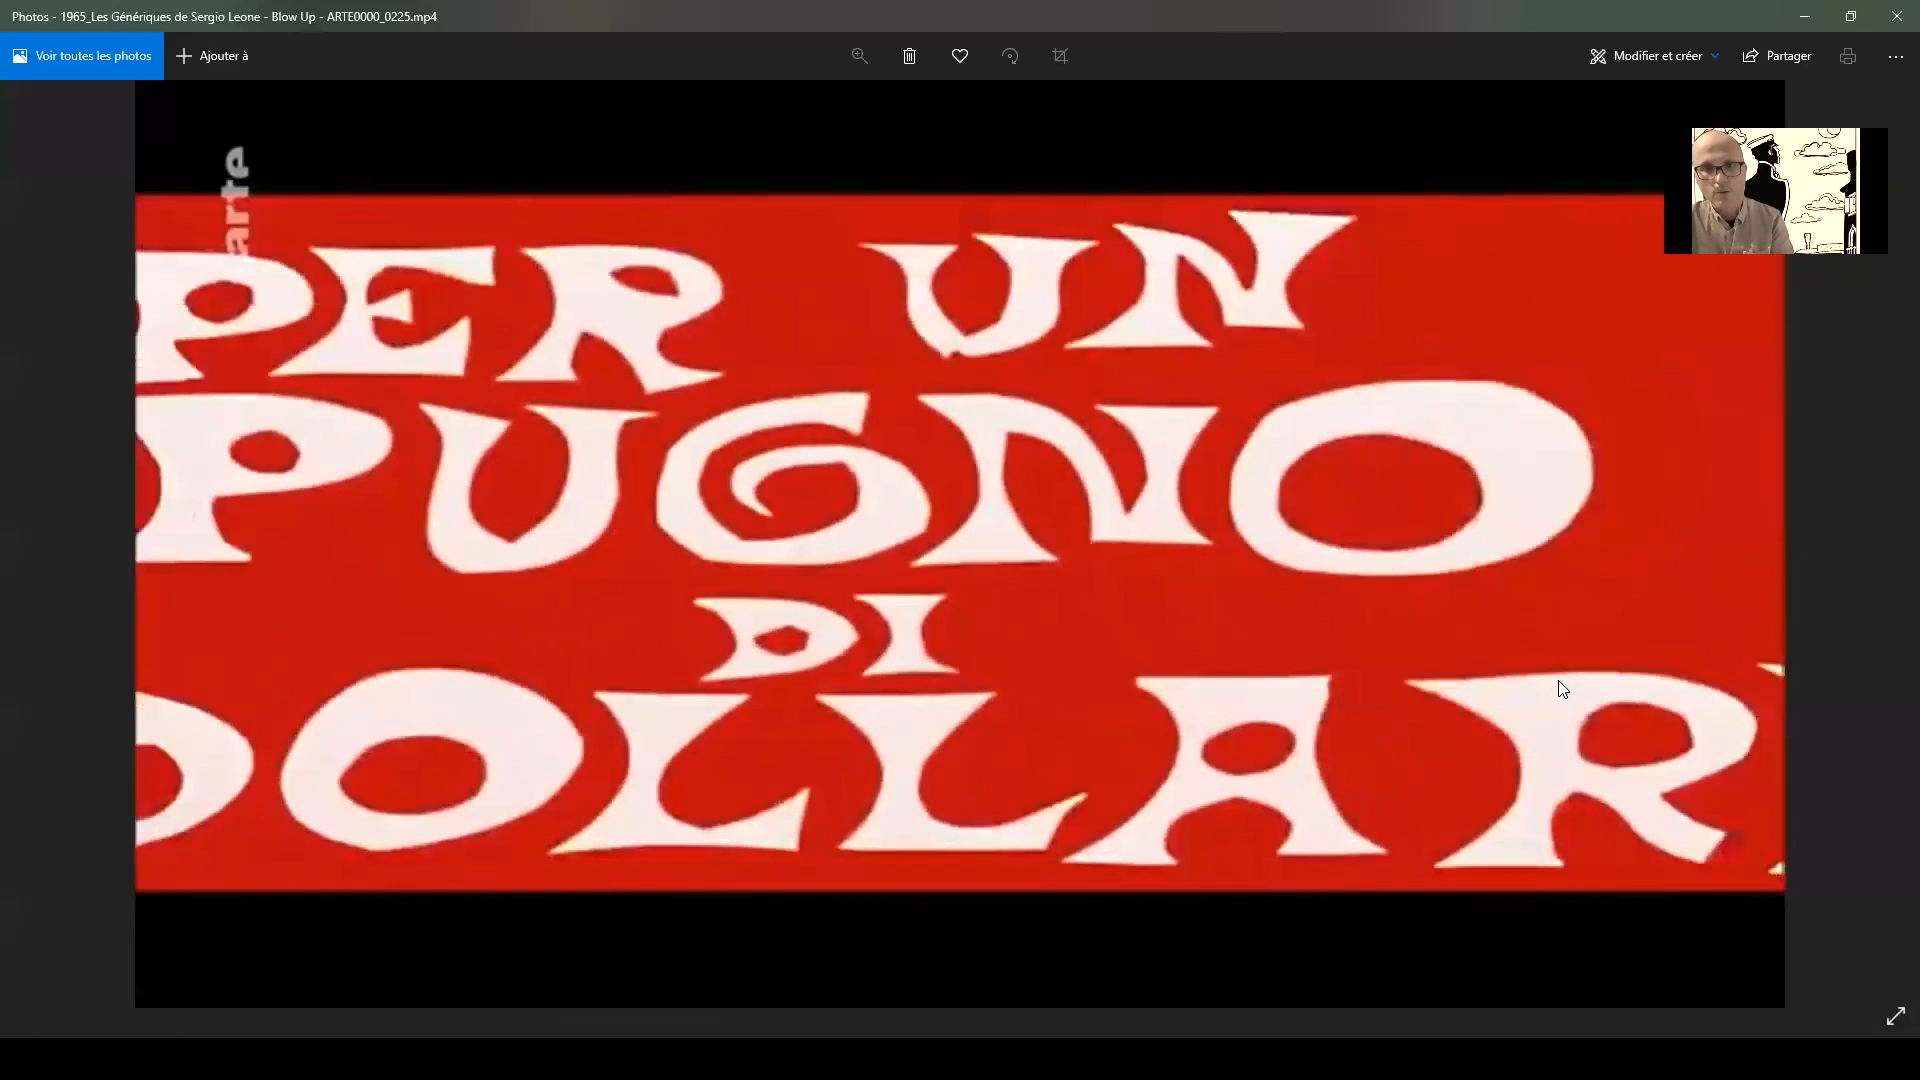 Photos - 1965_Les Génériques de Sergio Leone - Blow Up - ARTE0000_0225.mp4
Voir toutes les photos
Ajouter à
Modifier et créer
Partager
arte
PER UN
PUGNO
DI
DOLLAR